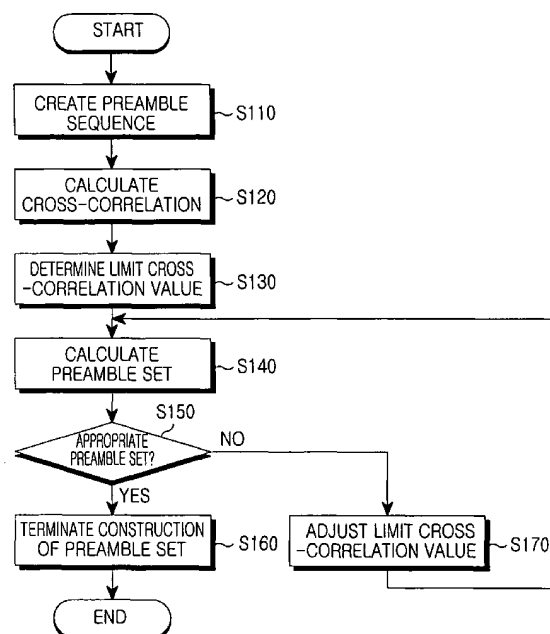 START
CREATE PREAMBLE
SEQUENCE
S110
CALCULATE
CROSS-CORRELATION
S120
DETERMINE LIMIT CROSS
-CORRELATION VALUE
S130
CALCULATE
PREAMBLE SET
S140
S150
APPROPRIATE
PREAMBLE SET?
NO
YES
TERMINATE CONSTRUCTION
OF PREAMBLE SET
S160
ADJUST LIMIT CROSS
-CORRELATION VALUE
S170
END